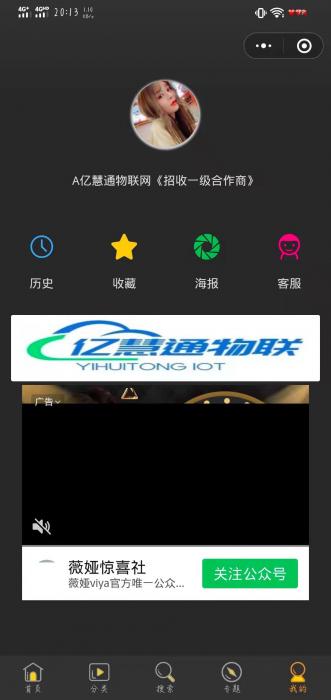 4G+ 4GHD 20:13 1.10 KB/s
A亿慧通物联网《招收一级合作商》
历史 收藏 海报 客服
亿慧通物联
YIHUITONG IOT
广告
薇娅惊喜社
薇娅viya官方唯一公众...
关注公众号
首页 分类 搜索 专题 我的